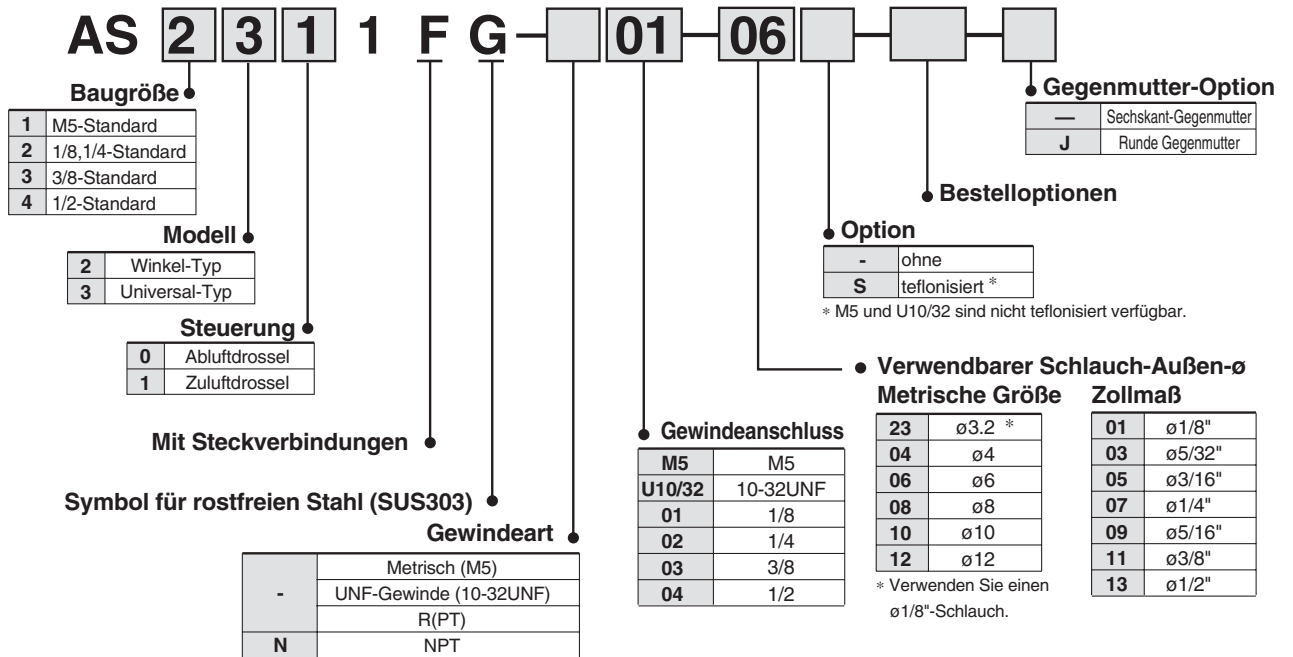 AS 2 3 1 1 F G - 01 - 06
Baugröße
1 M5-Standard
2 1/8,1/4-Standard
3 3/8-Standard
4 1/2-Standard
Modell
2 Winkel-Typ
3 Universal-Typ
Steuerung
0 Abluftdrossel
1 Zuluftdrossel
Mit Steckverbindungen
Symbol für rostfreien Stahl (SUS303)
Gewindeart
- Metrisch (M5)
UNF-Gewinde (10-32UNF)
R(PT)
N NPT
Gewindeanschluss
M5 M5
U10/32 10-32UNF
01 1/8
02 1/4
03 3/8
04 1/2
Verwendbarer Schlauch-Außen-ø
Metrische Größe
23 ø3.2 *
04 ø4
06 ø6
08 ø8
10 ø10
12 ø12
* Verwenden Sie einen
ø1/8"-Schlauch.
Zollmaß
01 ø1/8"
03 ø5/32"
05 ø3/16"
07 ø1/4"
09 ø5/16"
11 ø3/8"
13 ø1/2"
Option
- ohne
S teflonisiert *
* M5 und U10/32 sind nicht teflonisiert verfügbar.
Bestelloptionen
Gegenmutter-Option
— Sechskant-Gegenmutter
J Runde Gegenmutter